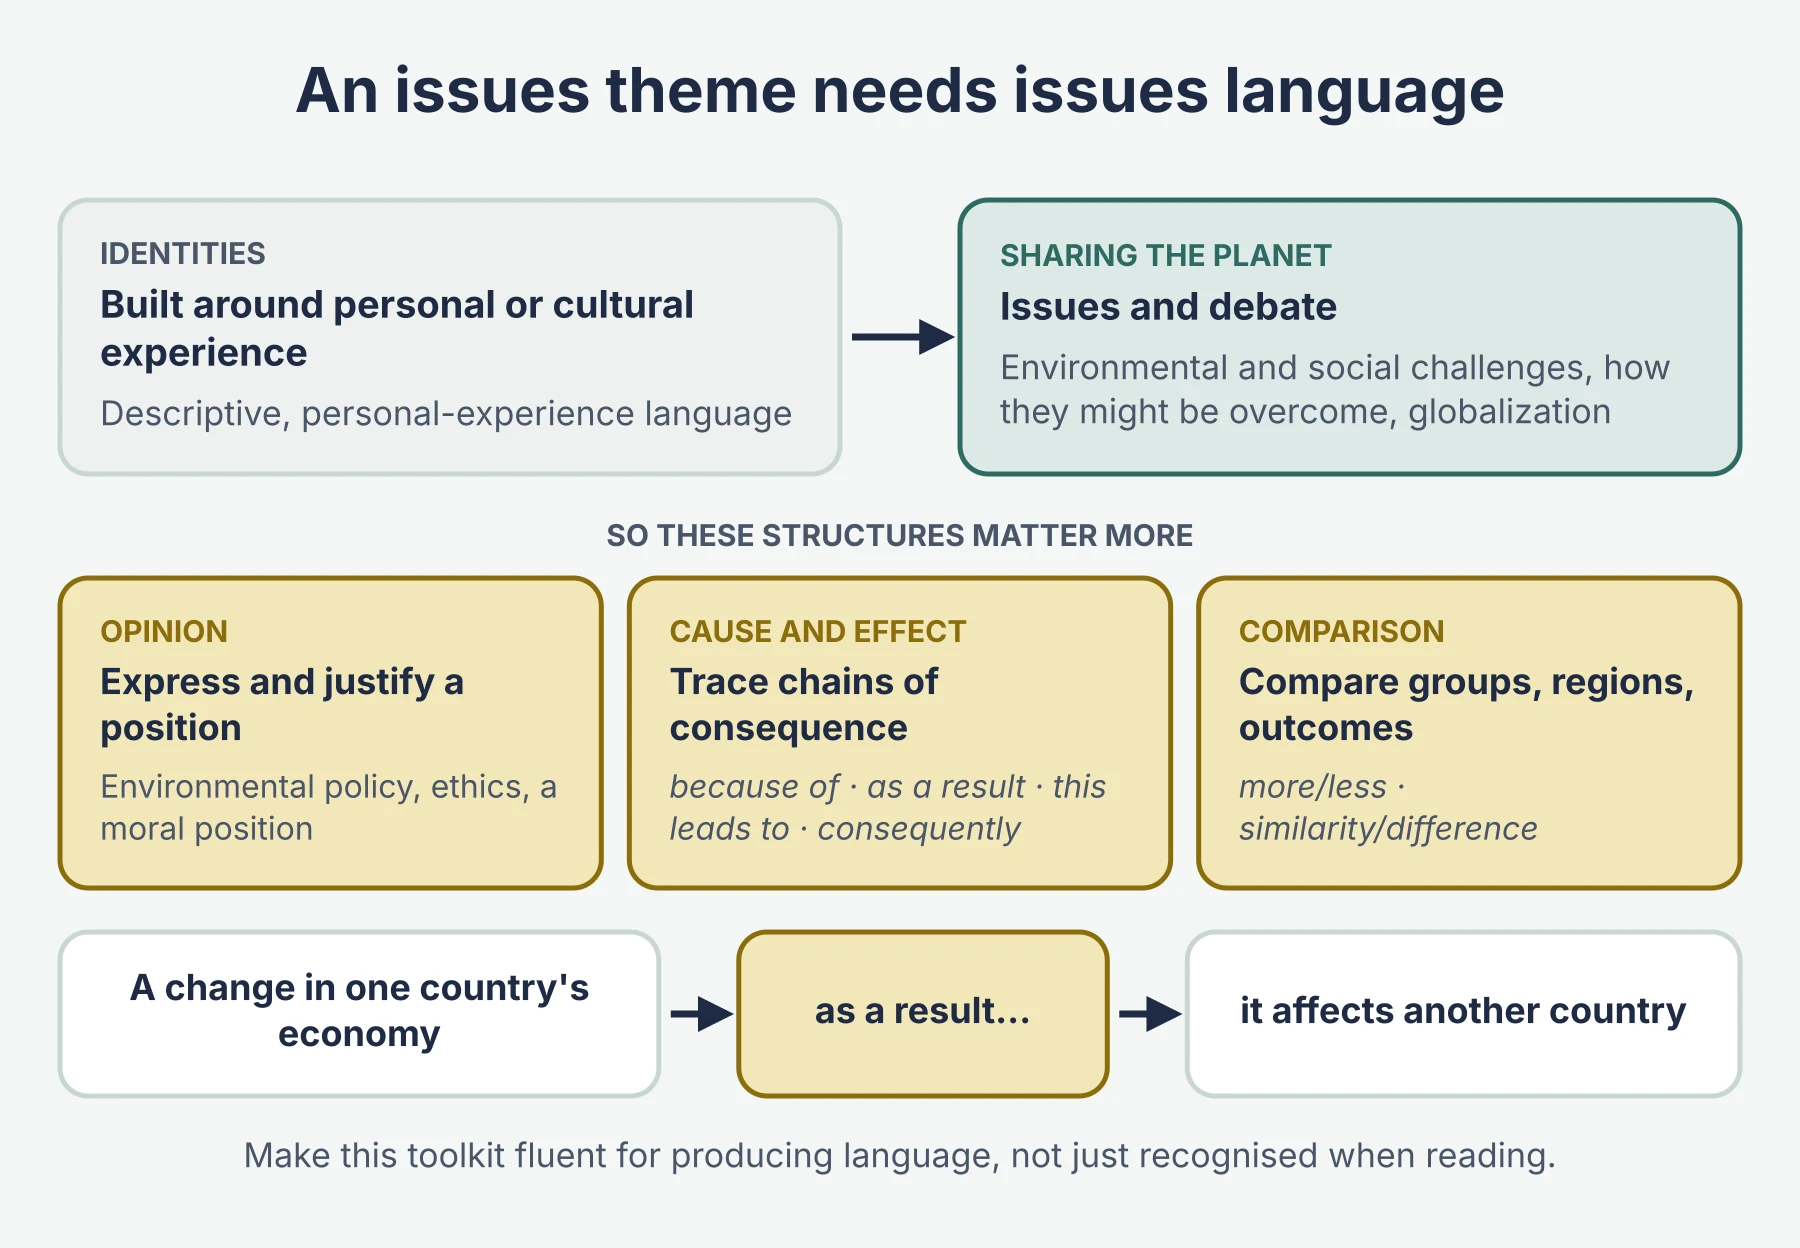 An issues theme needs issues language
IDENTITIES
Built around personal or cultural
experience
Descriptive, personal-experience language
SHARING THE PLANET
Issues and debate
Environmental and social challenges, how
they might be overcome, globalization
SO THESE STRUCTURES MATTER MORE
OPINION
Express and justify a
position
Environmental policy, ethics, a
moral position
CAUSE AND EFFECT
Trace chains of
consequence
because of · as a result · this
leads to · consequently
COMPARISON
Compare groups, regions,
outcomes
more/less ·
similarity/difference
A change in one country's
economy
as a result...
it affects another country
Make this toolkit fluent for producing language, not just recognised when reading.